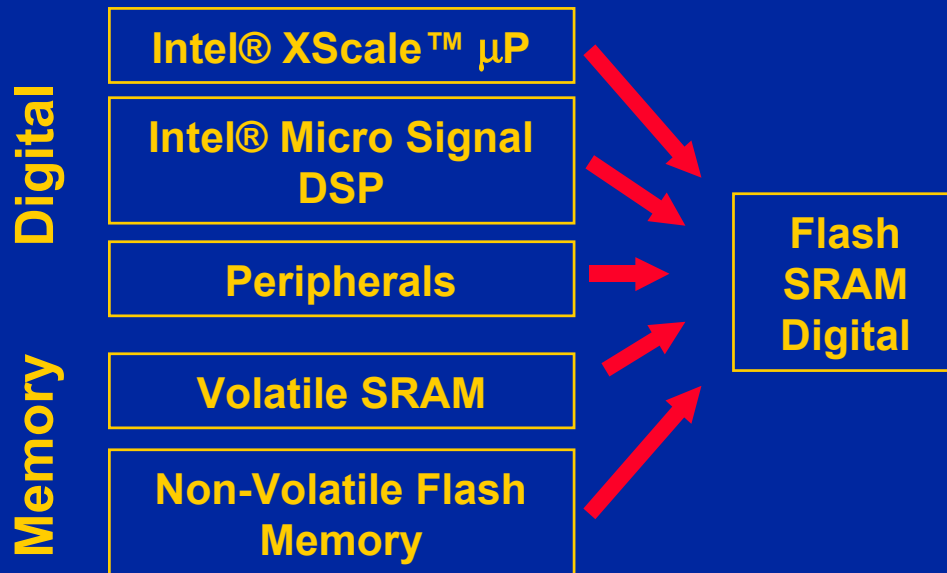 Digital
Intel® XScale™ µP
Intel® Micro Signal
DSP
Peripherals
Memory
Volatile SRAM
Non-Volatile Flash
Memory
Flash
SRAM
Digital